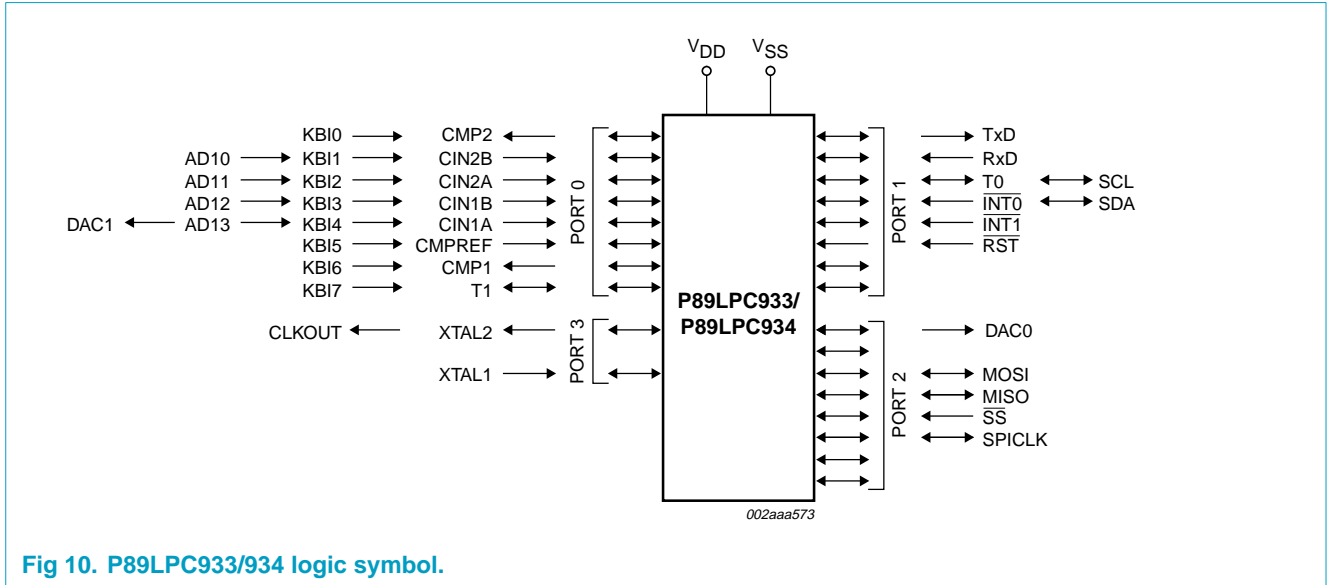 VDD VSS
KBI0 CMP2 TxD
AD10 KBI1 CIN2B RxD
AD11 KBI2 CIN2A T0 SCL
AD12 KBI3 CIN1B INT0 SDA
DAC1 AD13 KBI4 CIN1A INT1
KBI5 CMPREF RST
KBI6 CMP1
KBI7 T1
PORT 0
PORT 1
P89LPC933/
P89LPC934
CLKOUT XTAL2 DAC0
XTAL1 MOSI
MISO
SS
SPICLK
PORT 3
PORT 2
002aaa573
Fig 10. P89LPC933/934 logic symbol.